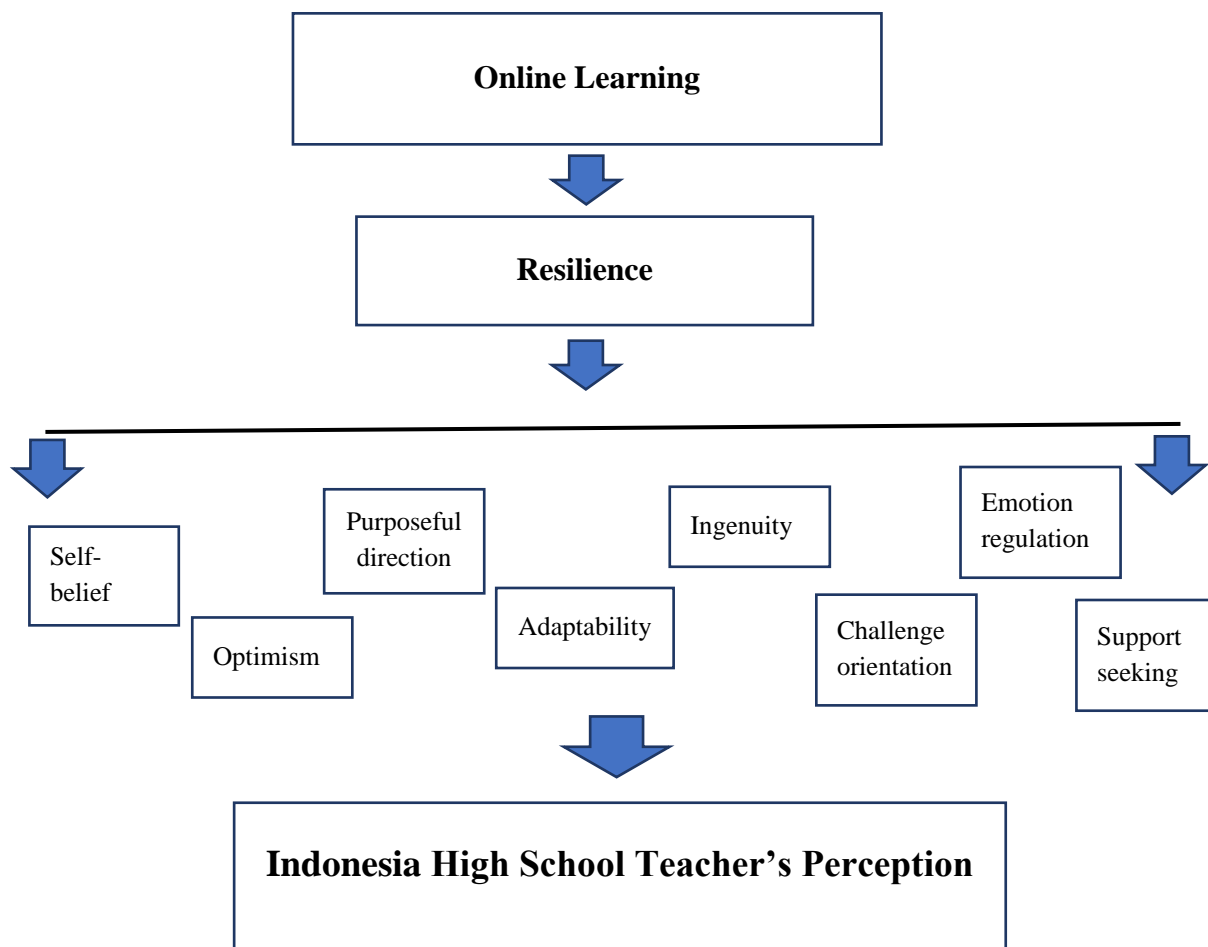 Online Learning
Resilience
Self-
belief
Optimism
Purposeful
direction
Adaptability
Ingenuity
Challenge
orientation
Emotion
regulation
Support
seeking
Indonesia High School Teacher’s Perception